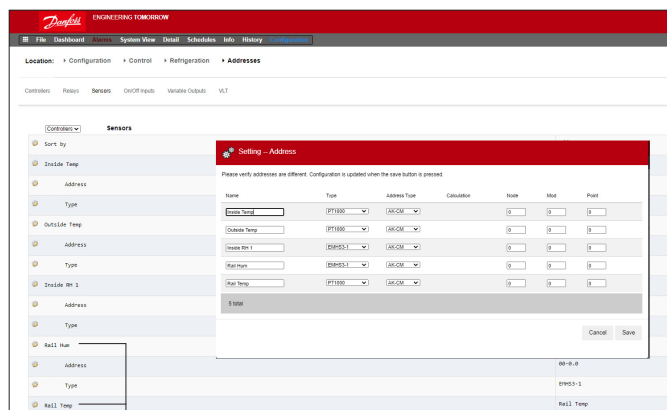 Danfoss ENGINEERING TOMORROW
File Dashboard Alarms System View Detail Schedules Info History Configuration
Location: Configuration Control Refrigeration Addresses
Controllers Relays Sensors On/Off Inputs Variable Outputs VLT
Controllers Sensors
Sort by
Inside Temp
Address
Type
Outside Temp
Address
Type
Inside RH 1
Address
Type
Rail Hum
Address 00-0.0
Type EMHS3-1
Rail Temp Rail Temp
Setting -- Address
Please verify addresses are different. Configuration is updated when the save button is pressed.
Name Type Address Type Calculation Node Mod Point
Inside Temp PT1000 AK-CM 0 0 0
Outside Temp PT1000 AK-CM 0 0 0
Inside RH 1 EMHS3-1 AK-CM 0 0 0
Rail Hum EMHS3-1 AK-CM 0 0 0
Rail Temp PT1000 AK-CM 0 0 0
5 total
Cancel Save